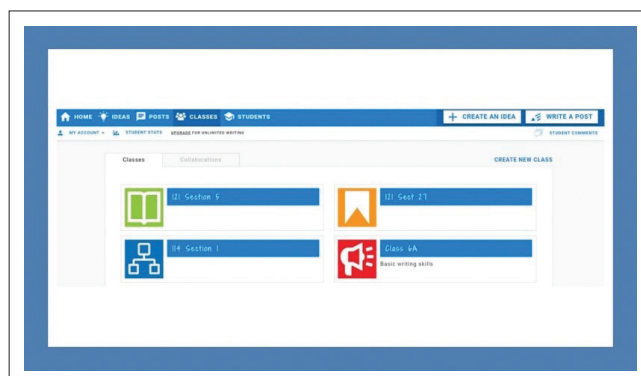 HOME IDEAS POSTS CLASSES STUDENTS CREATE AN IDEA WRITE A POST
MY ACCOUNT STUDENT STATS UPGRADE FOR UNLIMITED WRITING STUDENT COMMENTS
Classes Collaborations CREATE NEW CLASS
121 Section 5 121 Sect 27
114 Section 1 Class 6A
Basic writing skills